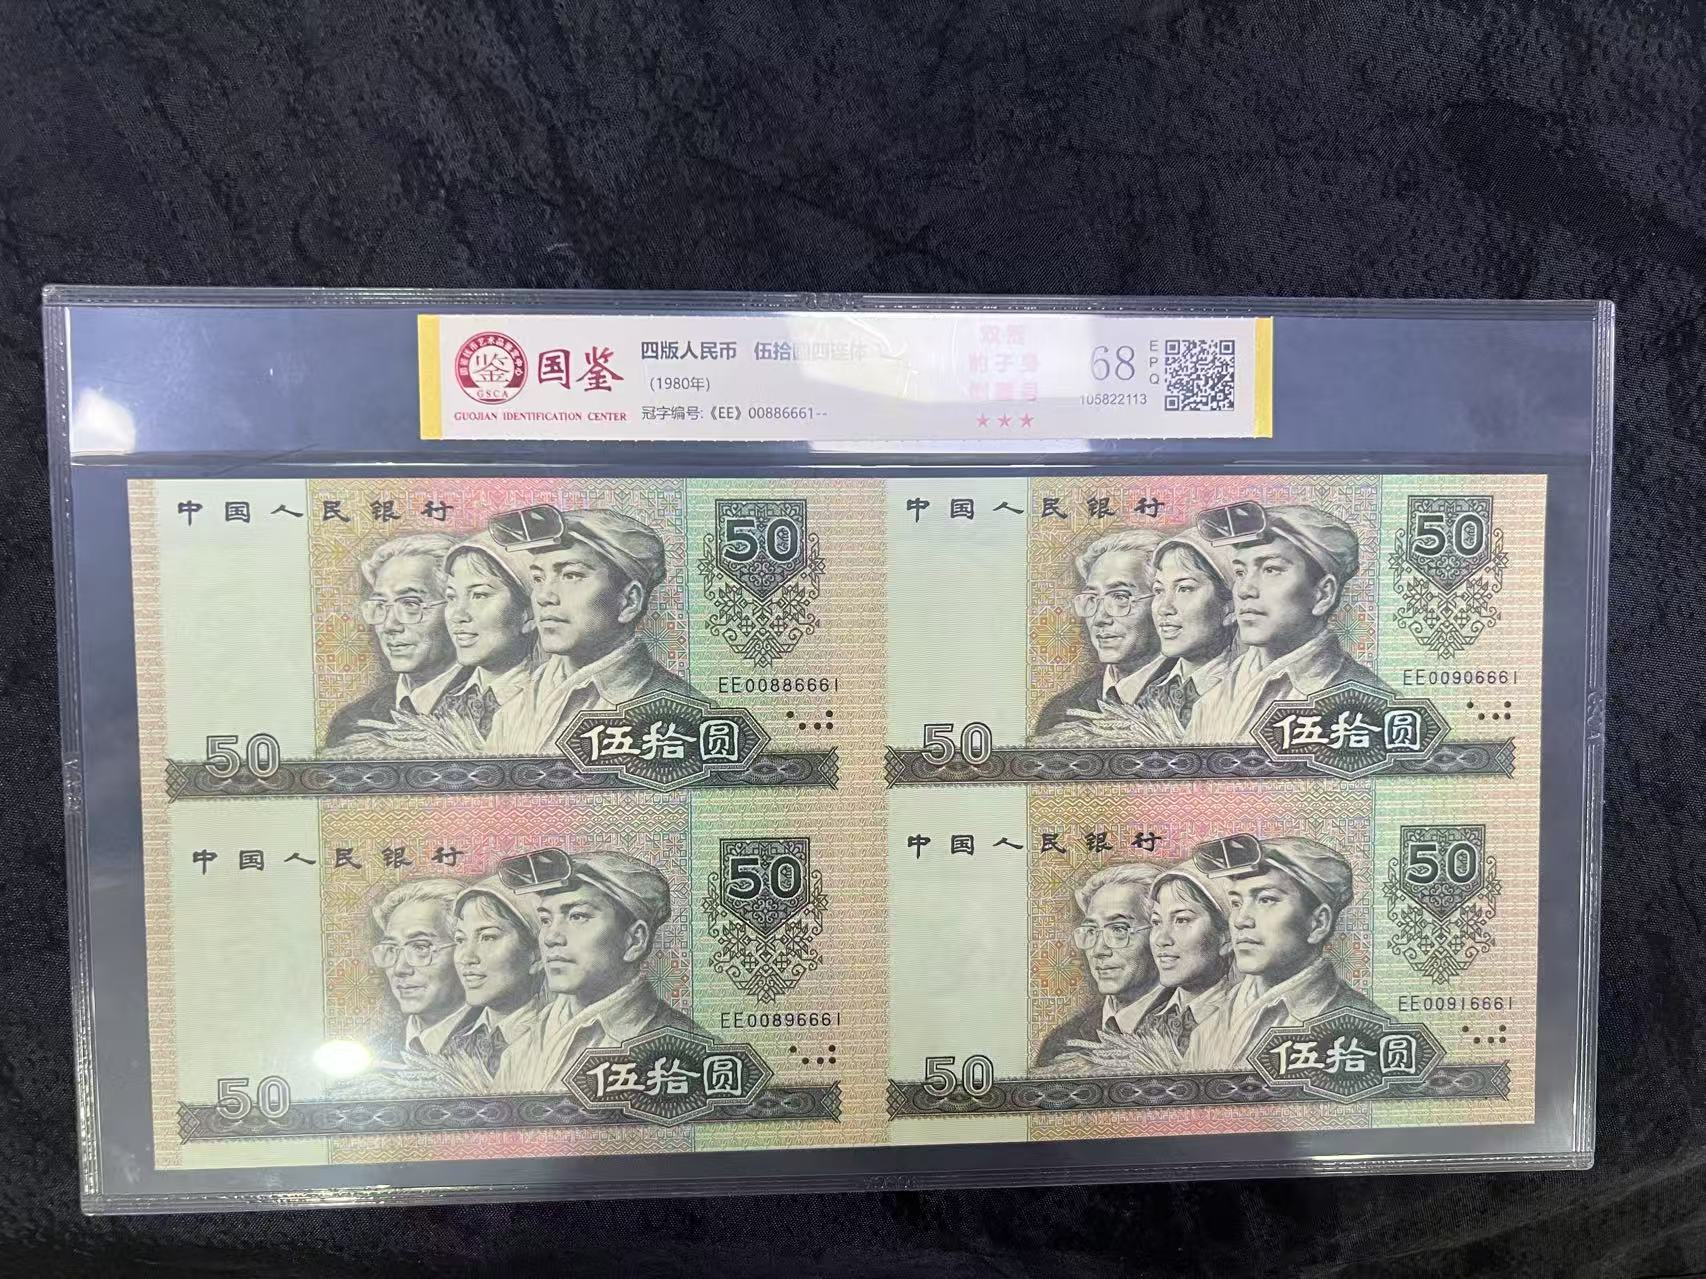 国鉴
GSCA
GUOJIAN IDENTIFICATION CENTER
四版人民币 伍拾圆四连体
(1980年)
冠字编号:《EE》00886661--
豹子号
★★★
68
EPQ
105822113
中国人民银行
50
EE00886661
50
伍拾圆
中国人民银行
50
EE00906661
50
伍拾圆
中国人民银行
50
EE00896661
50
伍拾圆
中国人民银行
50
EE00916661
50
伍拾圆